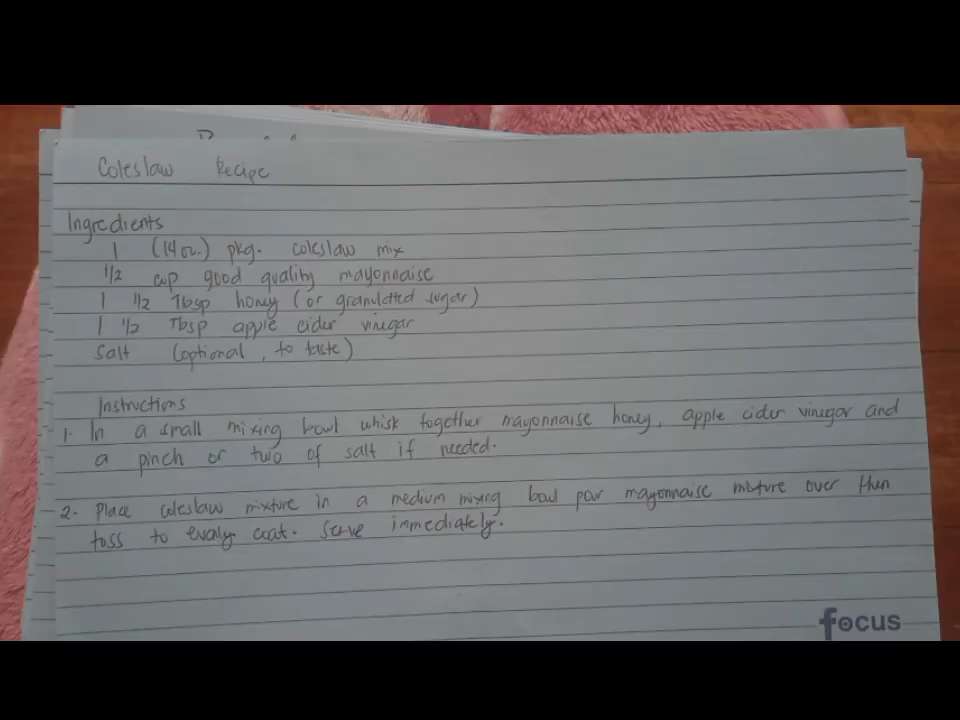 Coleslaw Recipe
Ingredients
1 (14oz.) pkg. coleslaw mix
1/2 cup good quality mayonnaise
1 1/2 Tbsp honey (or granulated sugar)
1 1/2 Tbsp apple cider vinegar
Salt (optional, to taste)
Instructions
1. In a small mixing bowl whisk together mayonnaise honey, apple cider vinegar and
a pinch or two of salt if needed.
2. Place coleslaw mixture in a medium mixing bowl pour mayonnaise mixture over then
toss to evenly coat. Serve immediately.
focus